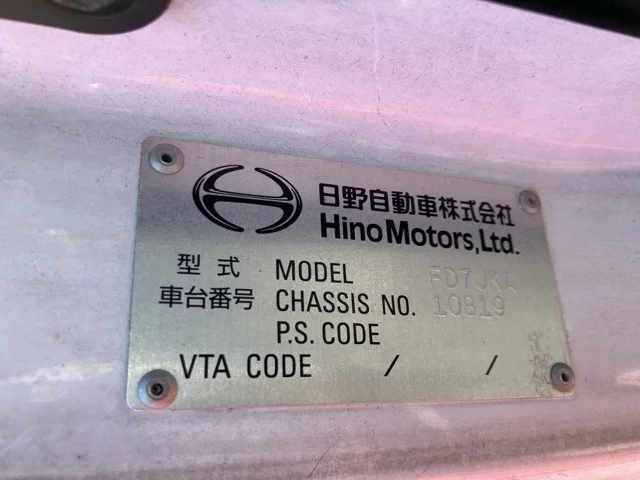 日野自動車株式会社
Hino Motors, Ltd.
型式 MODEL FD7JKA
車台番号 CHASSIS NO. 10819
P.S. CODE
VTA CODE / /